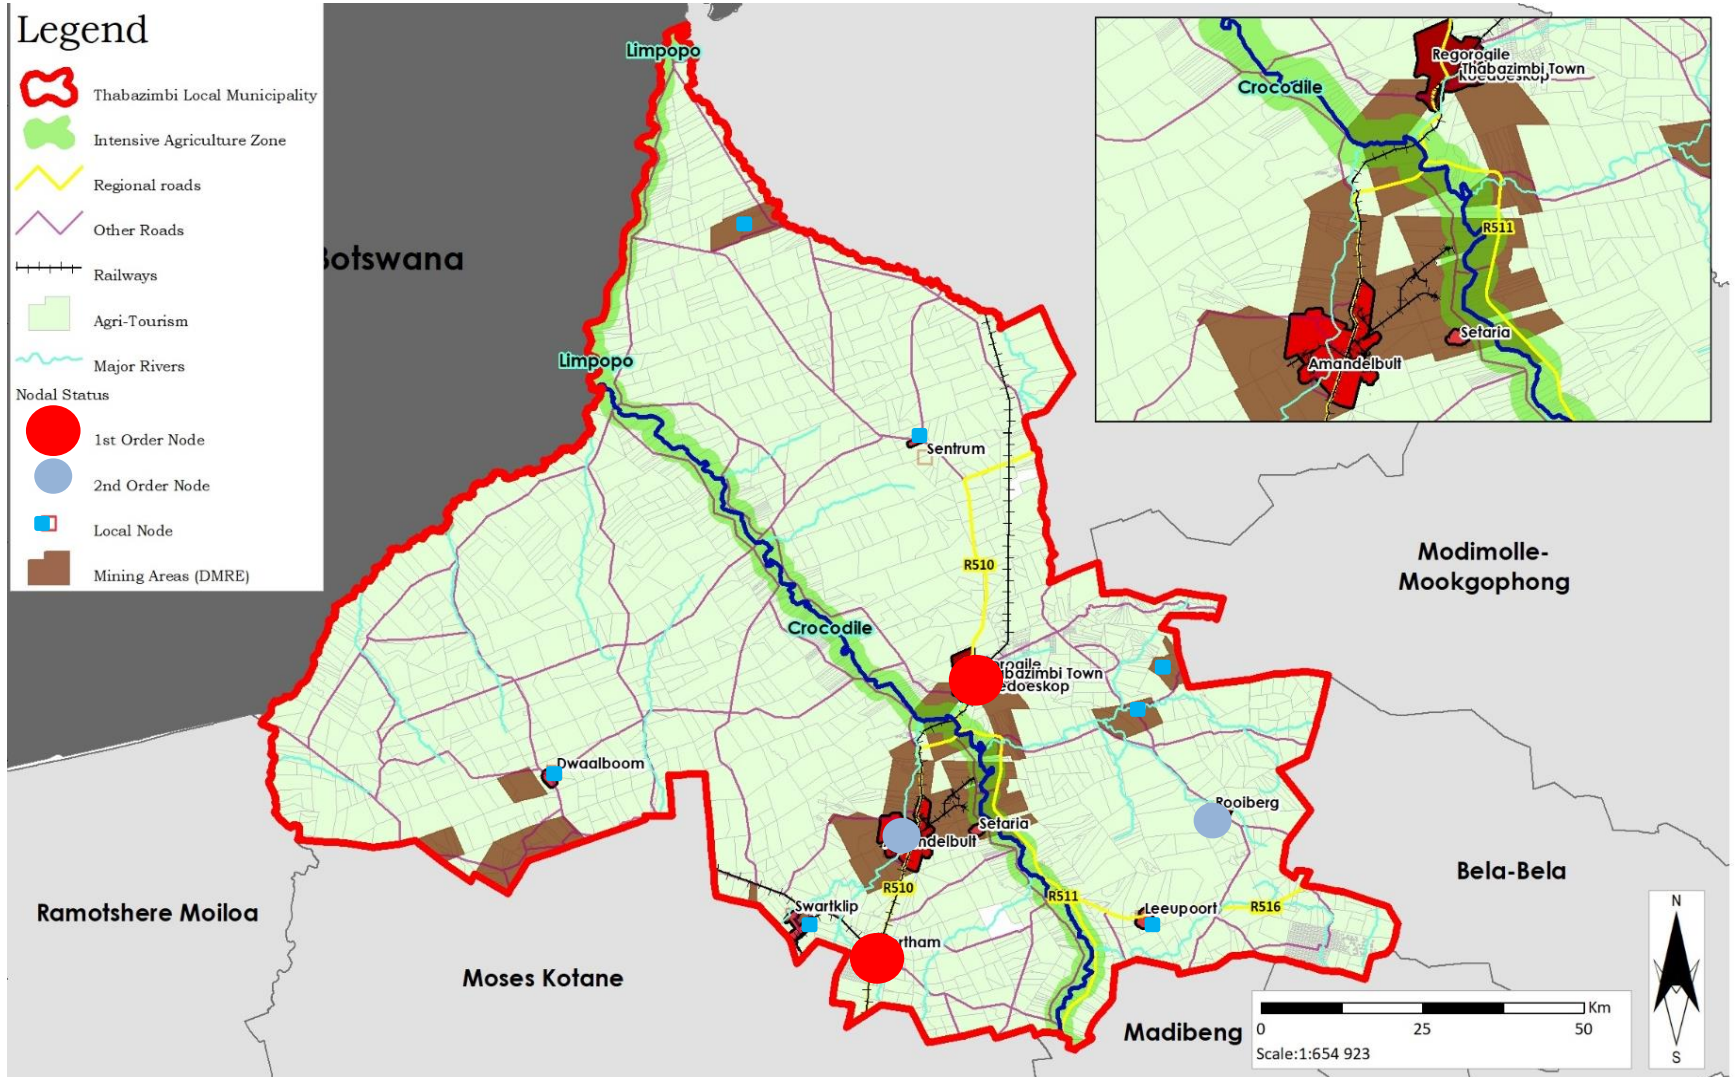 Legend
Thabazimbi Local Municipality
Intensive Agriculture Zone
Regional roads
Other Roads
Railways
Agri-Tourism
Major Rivers
Nodal Status
1st Order Node
2nd Order Node
Local Node
Mining Areas (DMRE)
Limpopo
Botswana
Limpopo
Sentrum
R510
Crocodile
Thabazimbi Town
Dwaalboom
Rooiberg
Setaria
Amandelbult
R510
R511
Swartklip
Leeupoort
R516
Ramotshere Moiloa
Moses Kotane
Madibeng
Bela-Bela
Modimolle-
Mookgophong
Regorogile
Thabazimbi Town
Crocodile
R511
Setaria
Amandelbult
N
S
Km
0 25 50
Scale:1:654 923